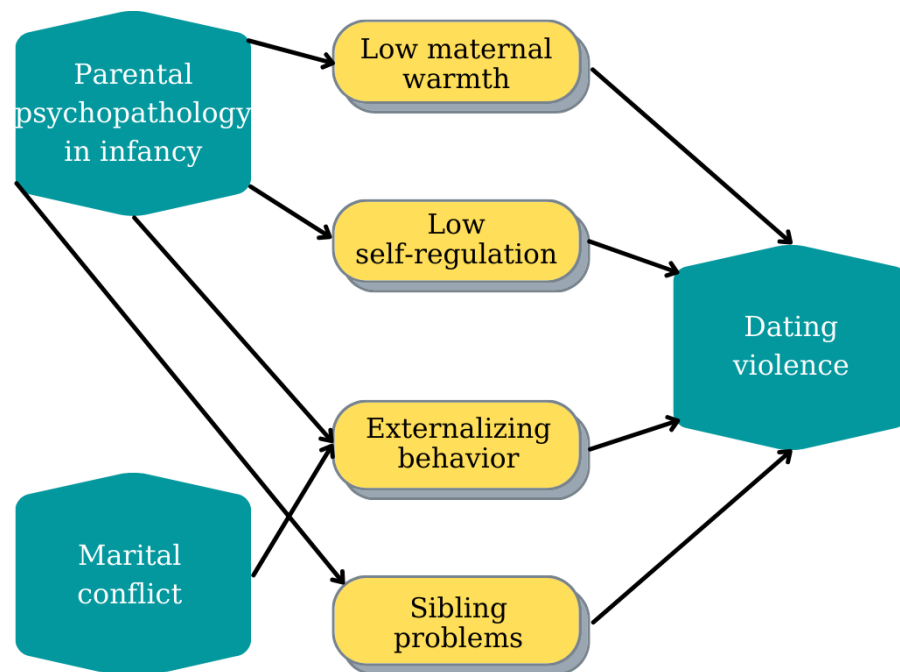 Parental
psychopathology
in infancy
Low maternal
warmth
Low
self-regulation
Externalizing
behavior
Sibling
problems
Marital
conflict
Dating
violence